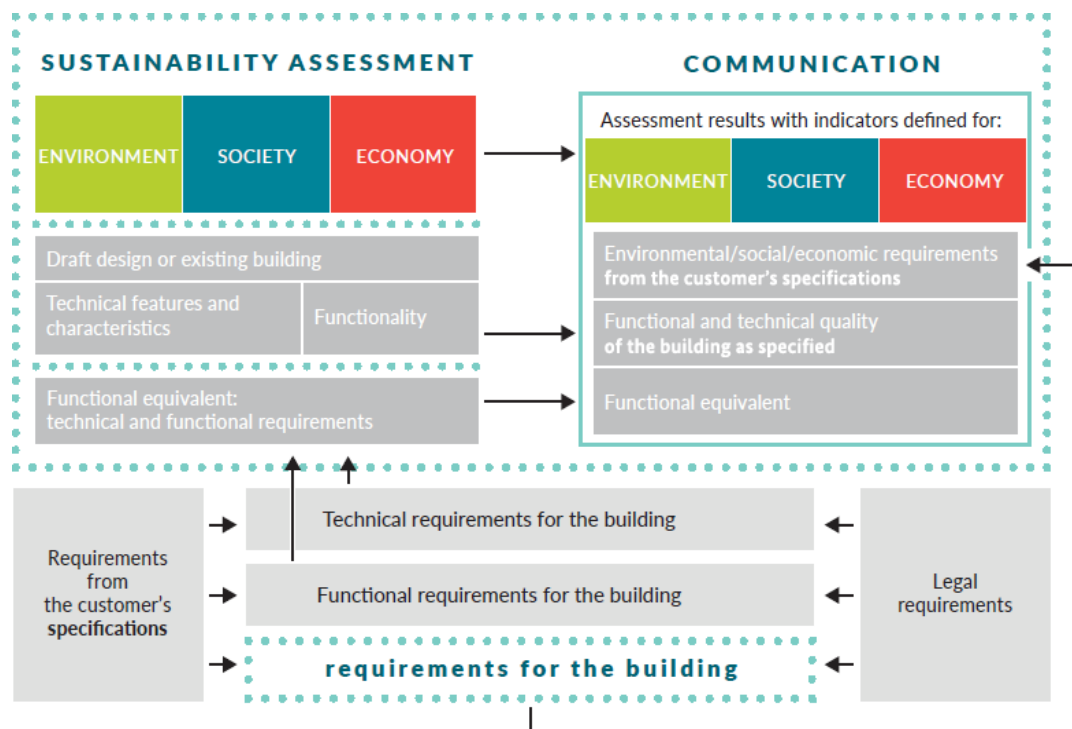 SUSTAINABILITY ASSESSMENT
ENVIRONMENT
SOCIETY
ECONOMY
Draft design or existing building
Technical features and
characteristics
Functionality
Functional equivalent:
technical and functional requirements
COMMUNICATION
Assessment results with indicators defined for:
ENVIRONMENT
SOCIETY
ECONOMY
Environmental/social/economic requirements
from the customer's specifications
Functional and technical quality
of the building as specified
Functional equivalent
Requirements
from
the customer's
specifications
Technical requirements for the building
Functional requirements for the building
requirements for the building
Legal
requirements